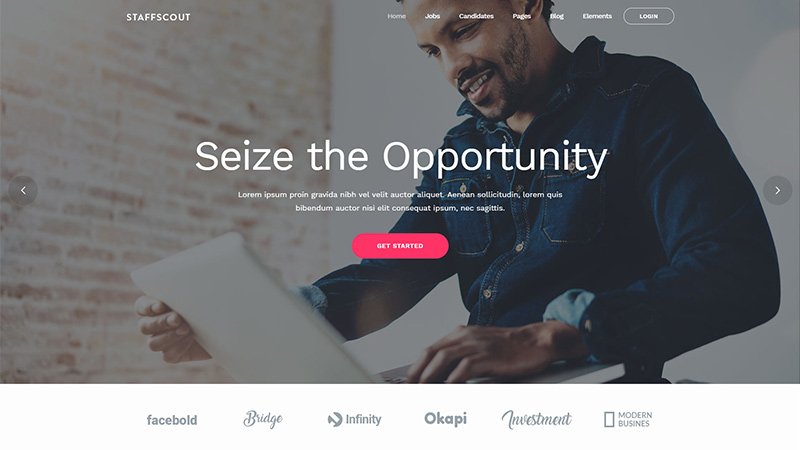 STAFFSCOUT
Home Jobs Candidates Pages Blog Elements LOGIN
Seize the Opportunity
Lorem ipsum proin gravida nibh vel velit auctor aliquet. Aenean sollicitudin, lorem quis
bibendum auctor nisi elit consequat ipsum, nec sagittis.
GET STARTED
facebold Bridge Infinity Okapi Investment MODERN
BUSINES